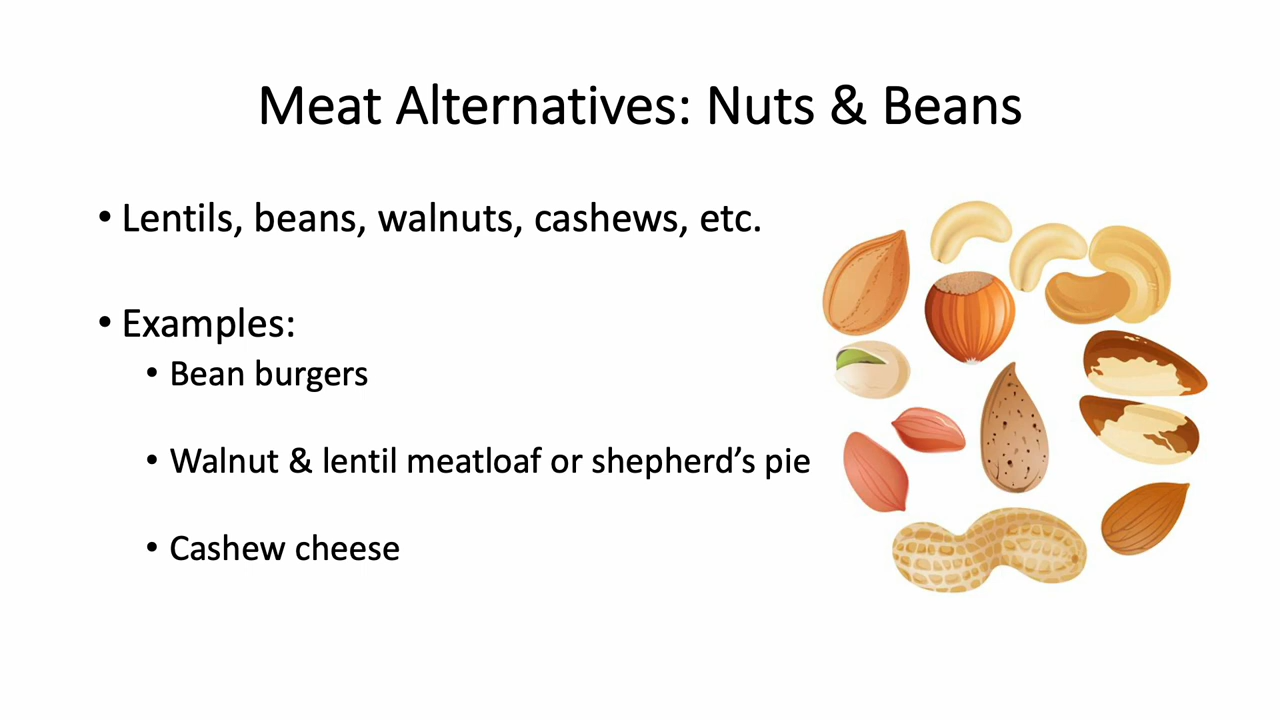 Meat Alternatives: Nuts & Beans
• Lentils, beans, walnuts, cashews, etc.
• Examples:
• Bean burgers
• Walnut & lentil meatloaf or shepherd’s pie
• Cashew cheese